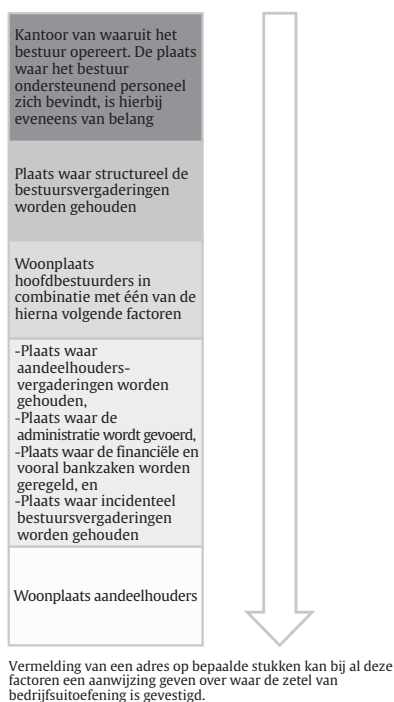 Kantoor van waaruit het
bestuur opereert. De plaats
waar het bestuur
ondersteunend personeel
zich bevindt, is hierbij
eveneens van belang
Plaats waar structureel de
bestuursvergaderingen
worden gehouden
Woonplaats
hoofdbestuurders in
combinatie met één van de
hierna volgende factoren
-Plaats waar
aandeelhouders-
vergaderingen worden
gehouden,
-Plaats waar de
administratie wordt gevoerd,
-Plaats waar de financiële en
vooral bankzaken worden
geregeld, en
-Plaats waar incidenteel
bestuursvergaderingen
worden gehouden
Woonplaats aandeelhouders
Vermelding van een adres op bepaalde stukken kan bij al deze
factoren een aanwijzing geven over waar de zetel van
bedrijfsuitoefening is gevestigd.